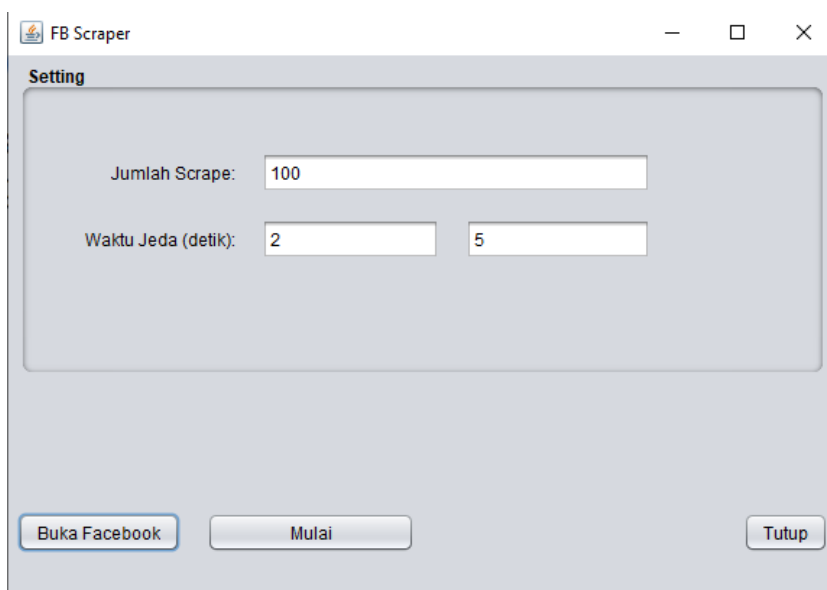 FB Scraper
Setting
Jumlah Scrape: 100
Waktu Jeda (detik): 2 5
Buka Facebook Mulai Tutup